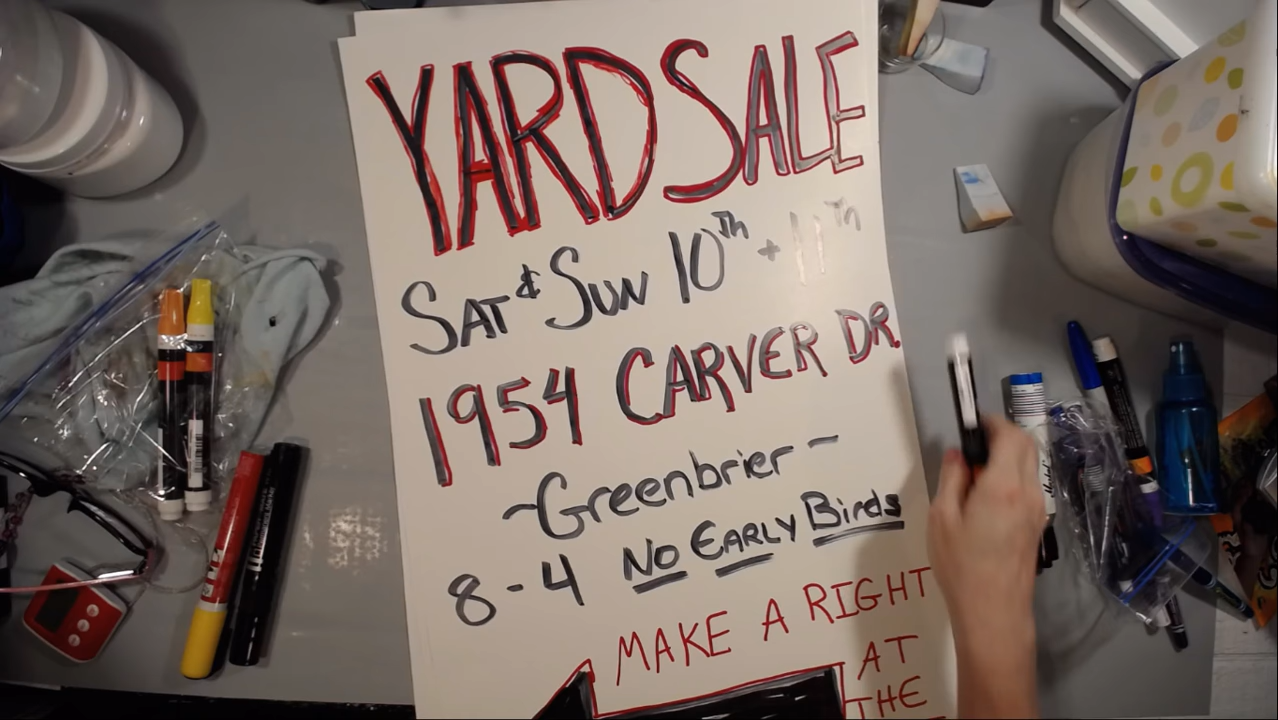 YARD SALE
SAT & SUN 10th + 11th
1954 CARVER DR.
~Greenbrier~
8-4 NO EARLY Birds
MAKE A RIGHT
AT
THE